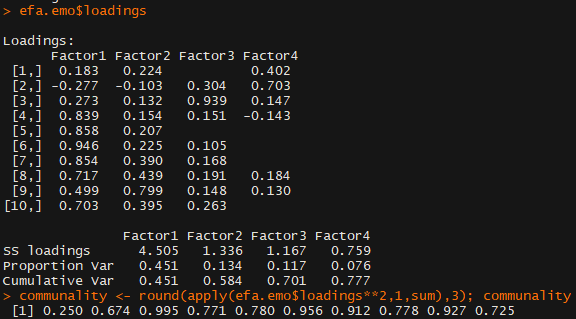 > efa.emo$loadings
Loadings:
Factor1 Factor2 Factor3 Factor4
[1,] 0.183 0.224 0.402
[2,] -0.277 -0.103 0.304 0.703
[3,] 0.273 0.132 0.939 0.147
[4,] 0.839 0.154 0.151 -0.143
[5,] 0.858 0.207
[6,] 0.946 0.225 0.105
[7,] 0.854 0.390 0.168
[8,] 0.717 0.439 0.191 0.184
[9,] 0.499 0.799 0.148 0.130
[10,] 0.703 0.395 0.263
Factor1 Factor2 Factor3 Factor4
SS loadings 4.505 1.336 1.167 0.759
Proportion Var 0.451 0.134 0.117 0.076
Cumulative Var 0.451 0.584 0.701 0.777
> communality <- round(apply(efa.emo$loadings**2,1,sum),3); communality
[1] 0.250 0.674 0.995 0.771 0.780 0.956 0.912 0.778 0.927 0.725